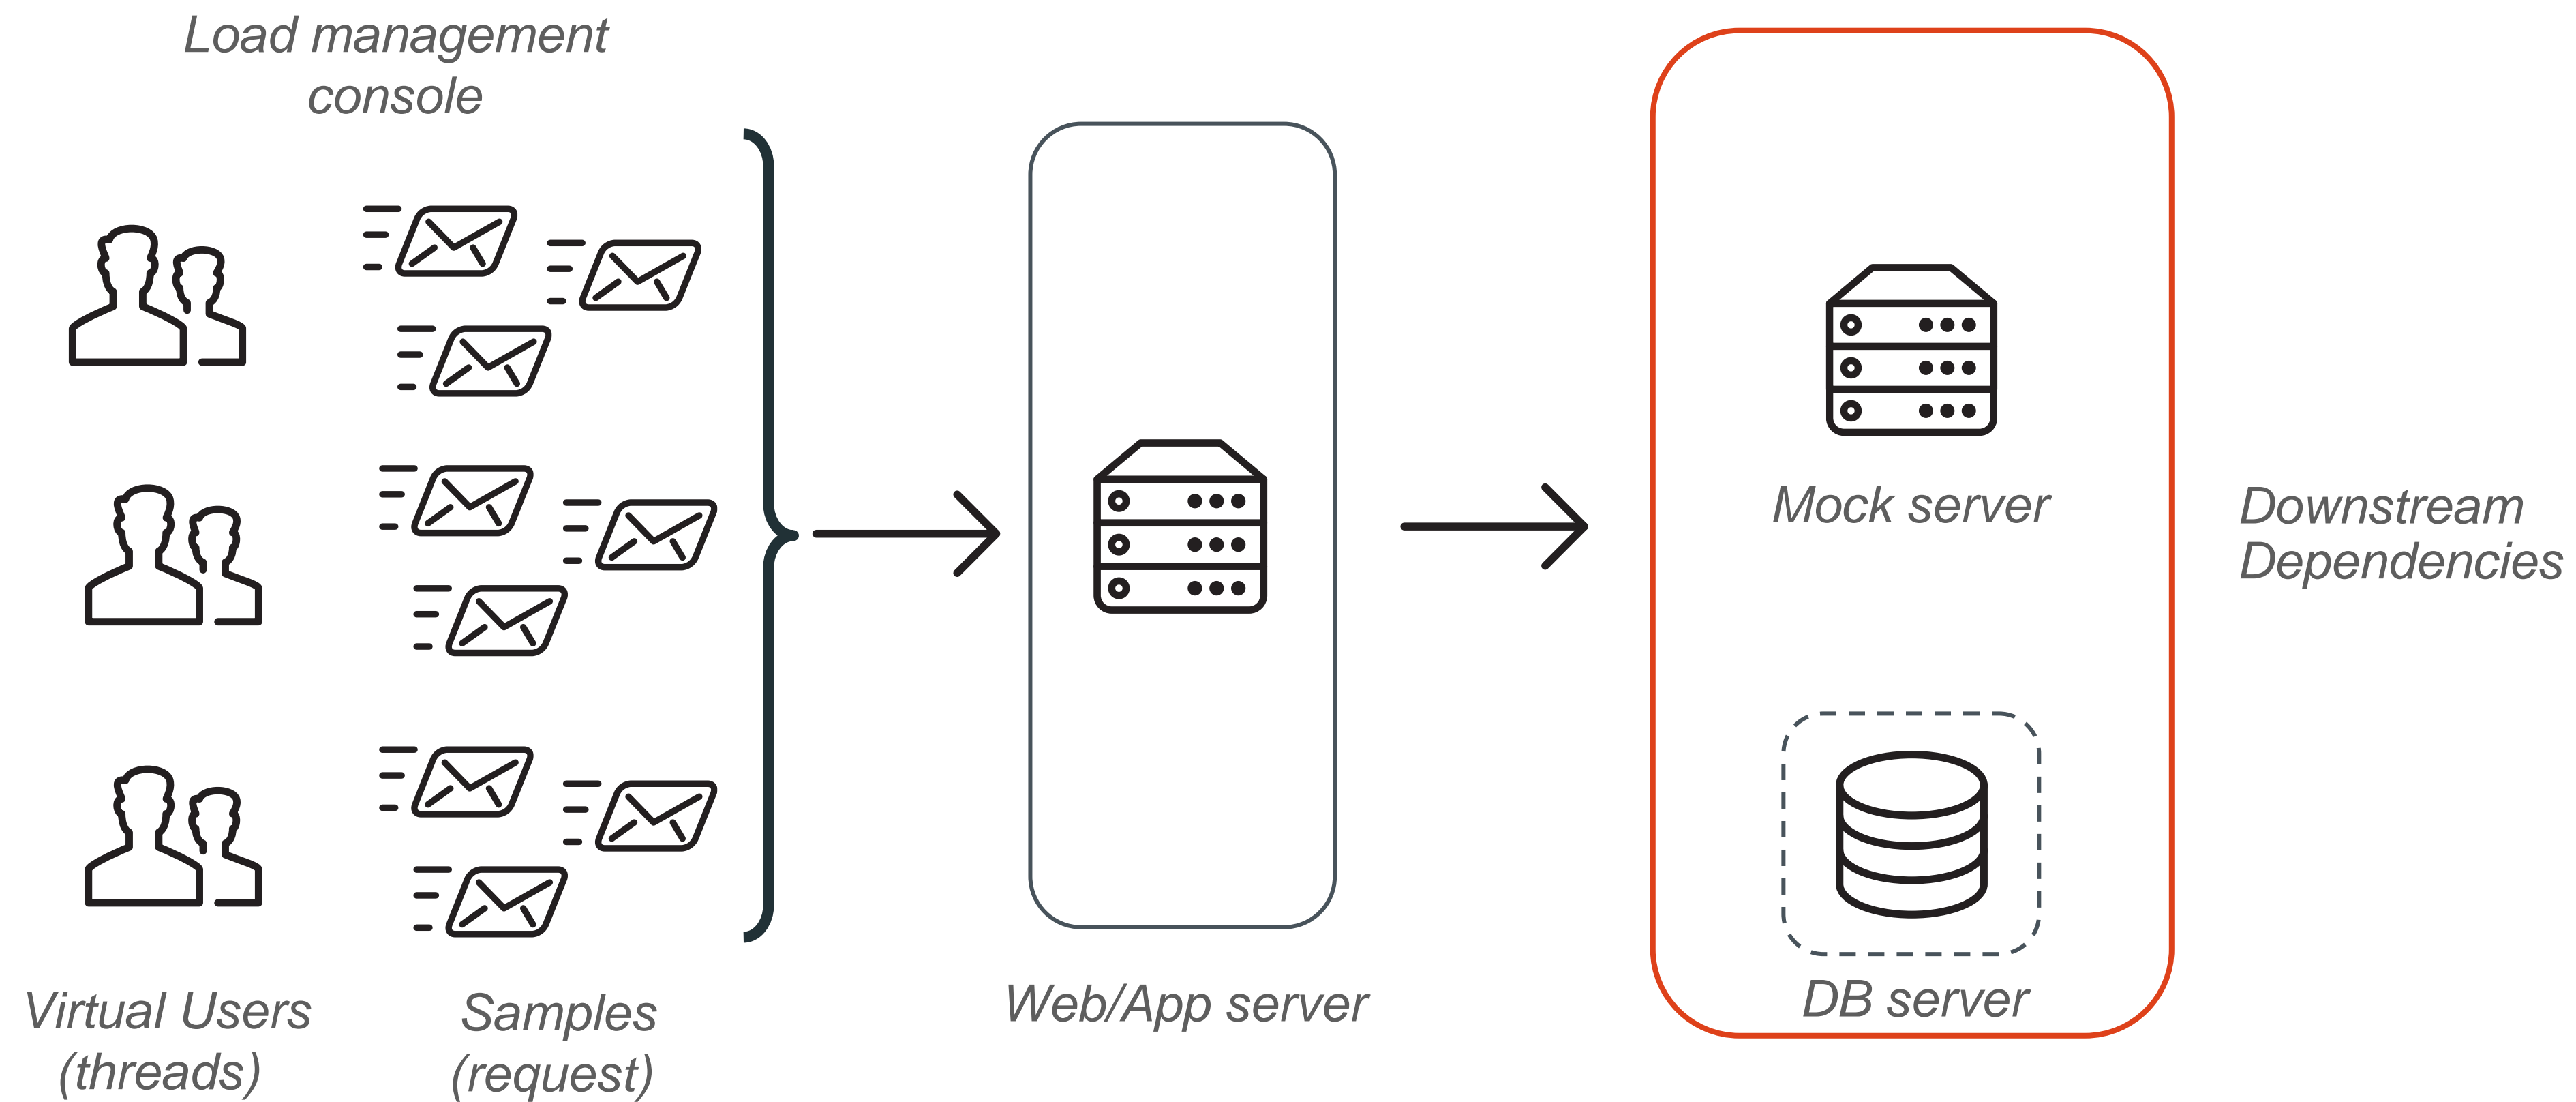 Load management
console
Virtual Users
(threads)
Samples
(request)
Web/App server
Mock server
DB server
Downstream
Dependencies